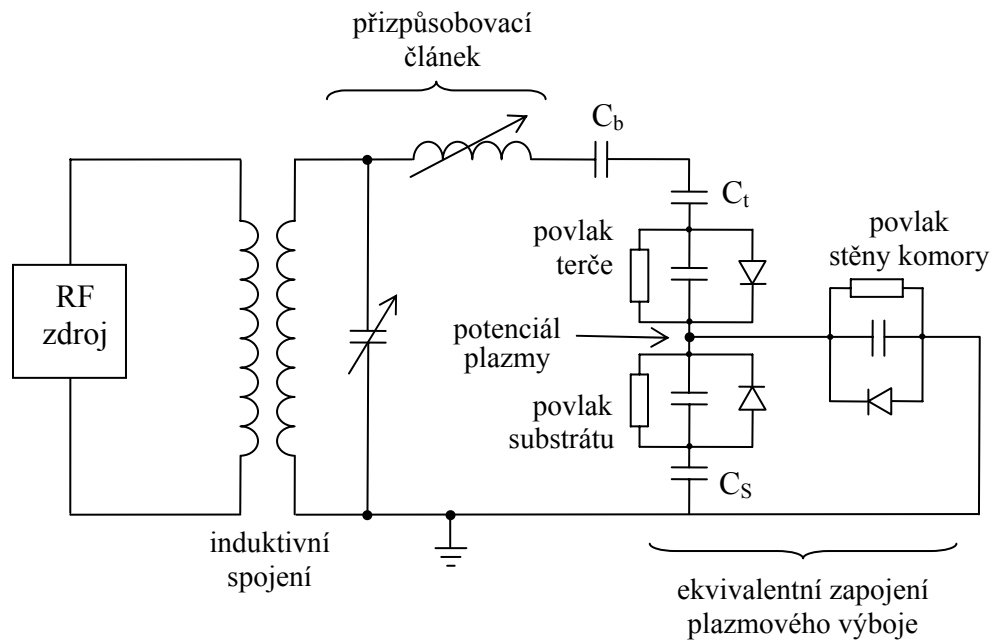 přizpůsobovací
článek
C_b
C_t
povlak
terče
povlak
stěny komory
RF
zdroj
potenciál
plazmy
povlak
substrátu
C_S
induktivní
spojení
ekvivalentní zapojení
plazmového výboje